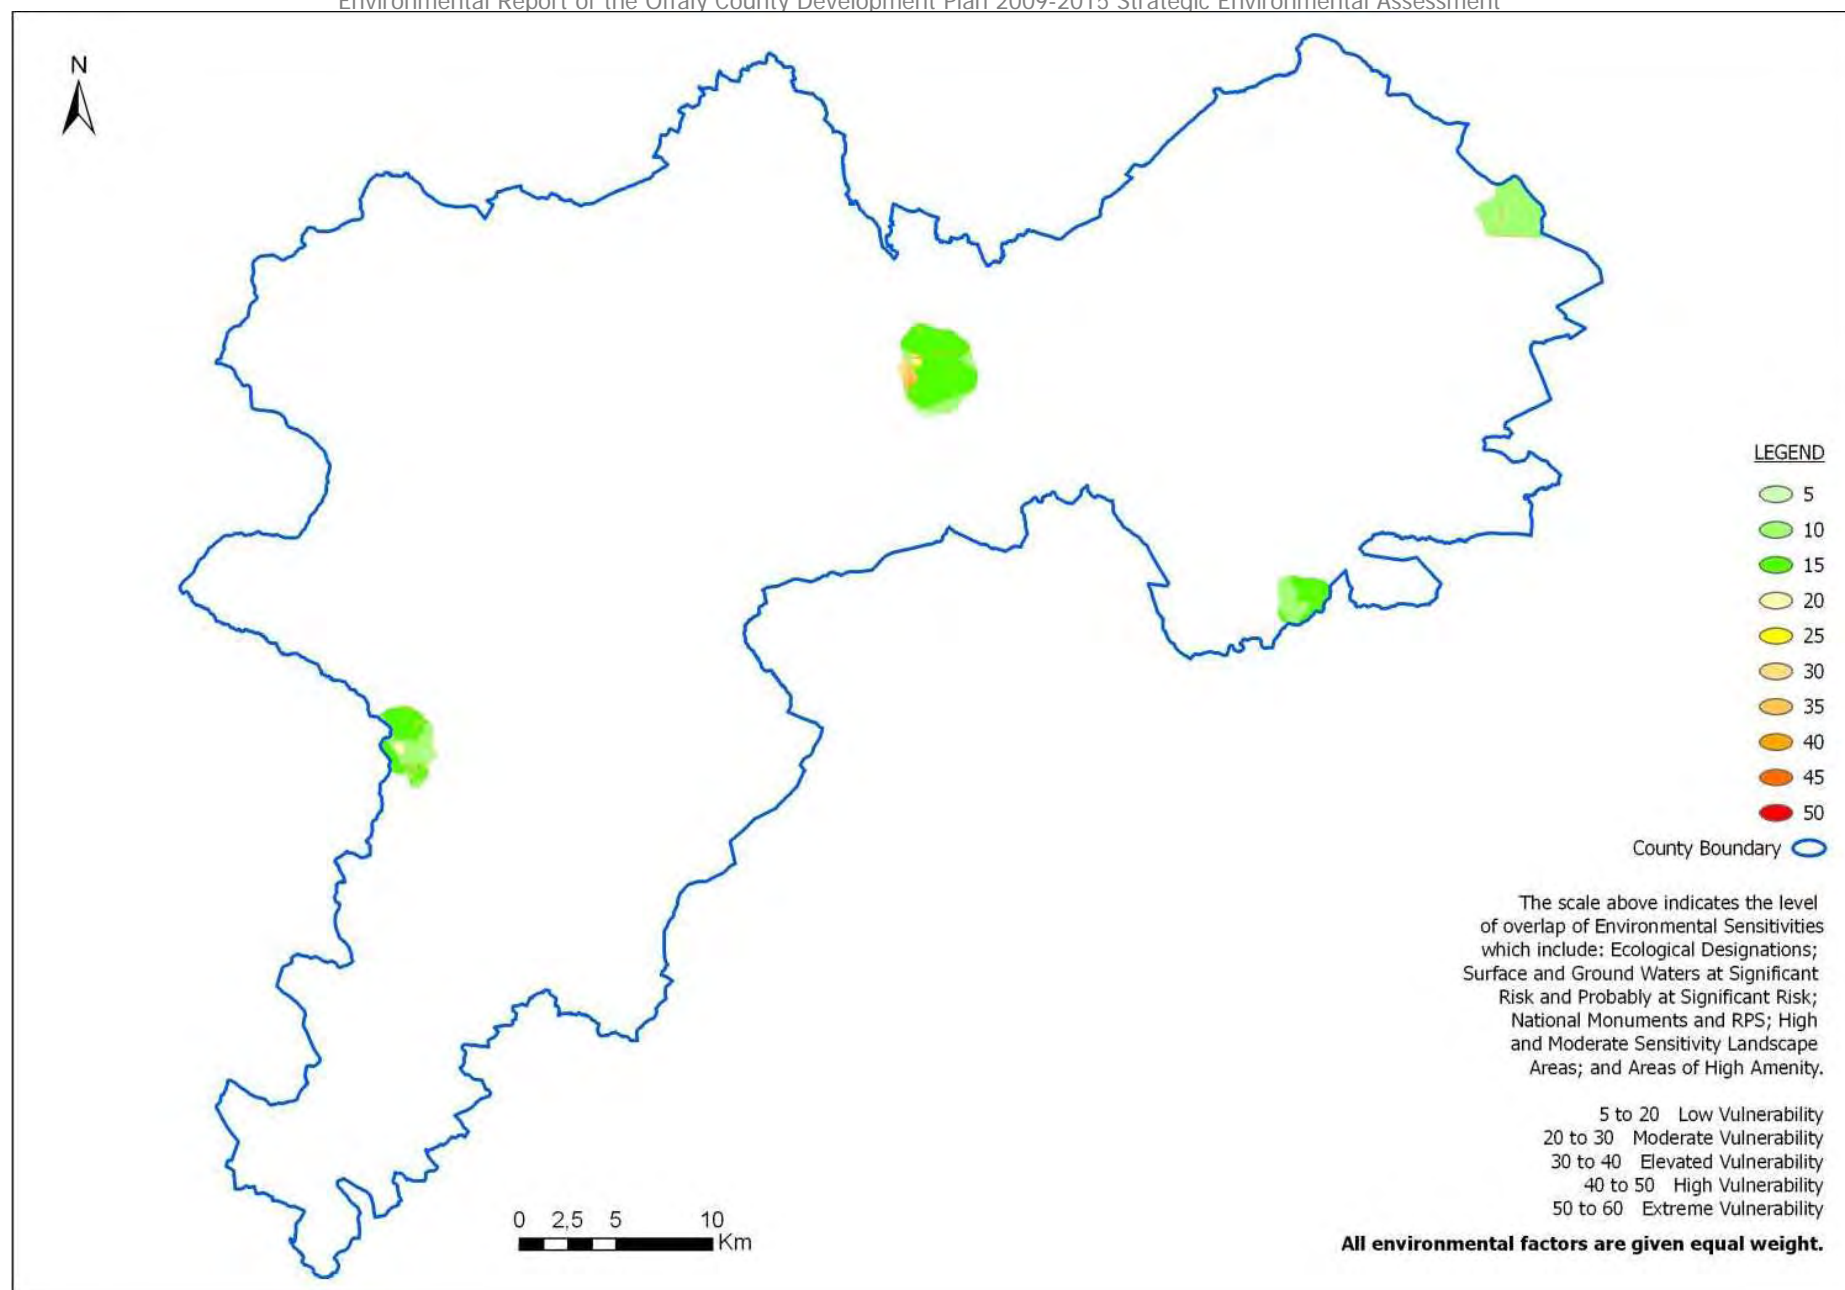 Environmental Report of the Offaly County Development Plan 2009-2015 Strategic Environmental Assessment
N
LEGEND
5
10
15
20
25
30
35
40
45
50
County Boundary
The scale above indicates the level
of overlap of Environmental Sensitivities
which include: Ecological Designations;
Surface and Ground Waters at Significant
Risk and Probably at Significant Risk;
National Monuments and RPS; High
and Moderate Sensitivity Landscape
Areas; and Areas of High Amenity.
5 to 20 Low Vulnerability
20 to 30 Moderate Vulnerability
30 to 40 Elevated Vulnerability
40 to 50 High Vulnerability
50 to 60 Extreme Vulnerability
All environmental factors are given equal weight.
0 2,5 5 10
Km